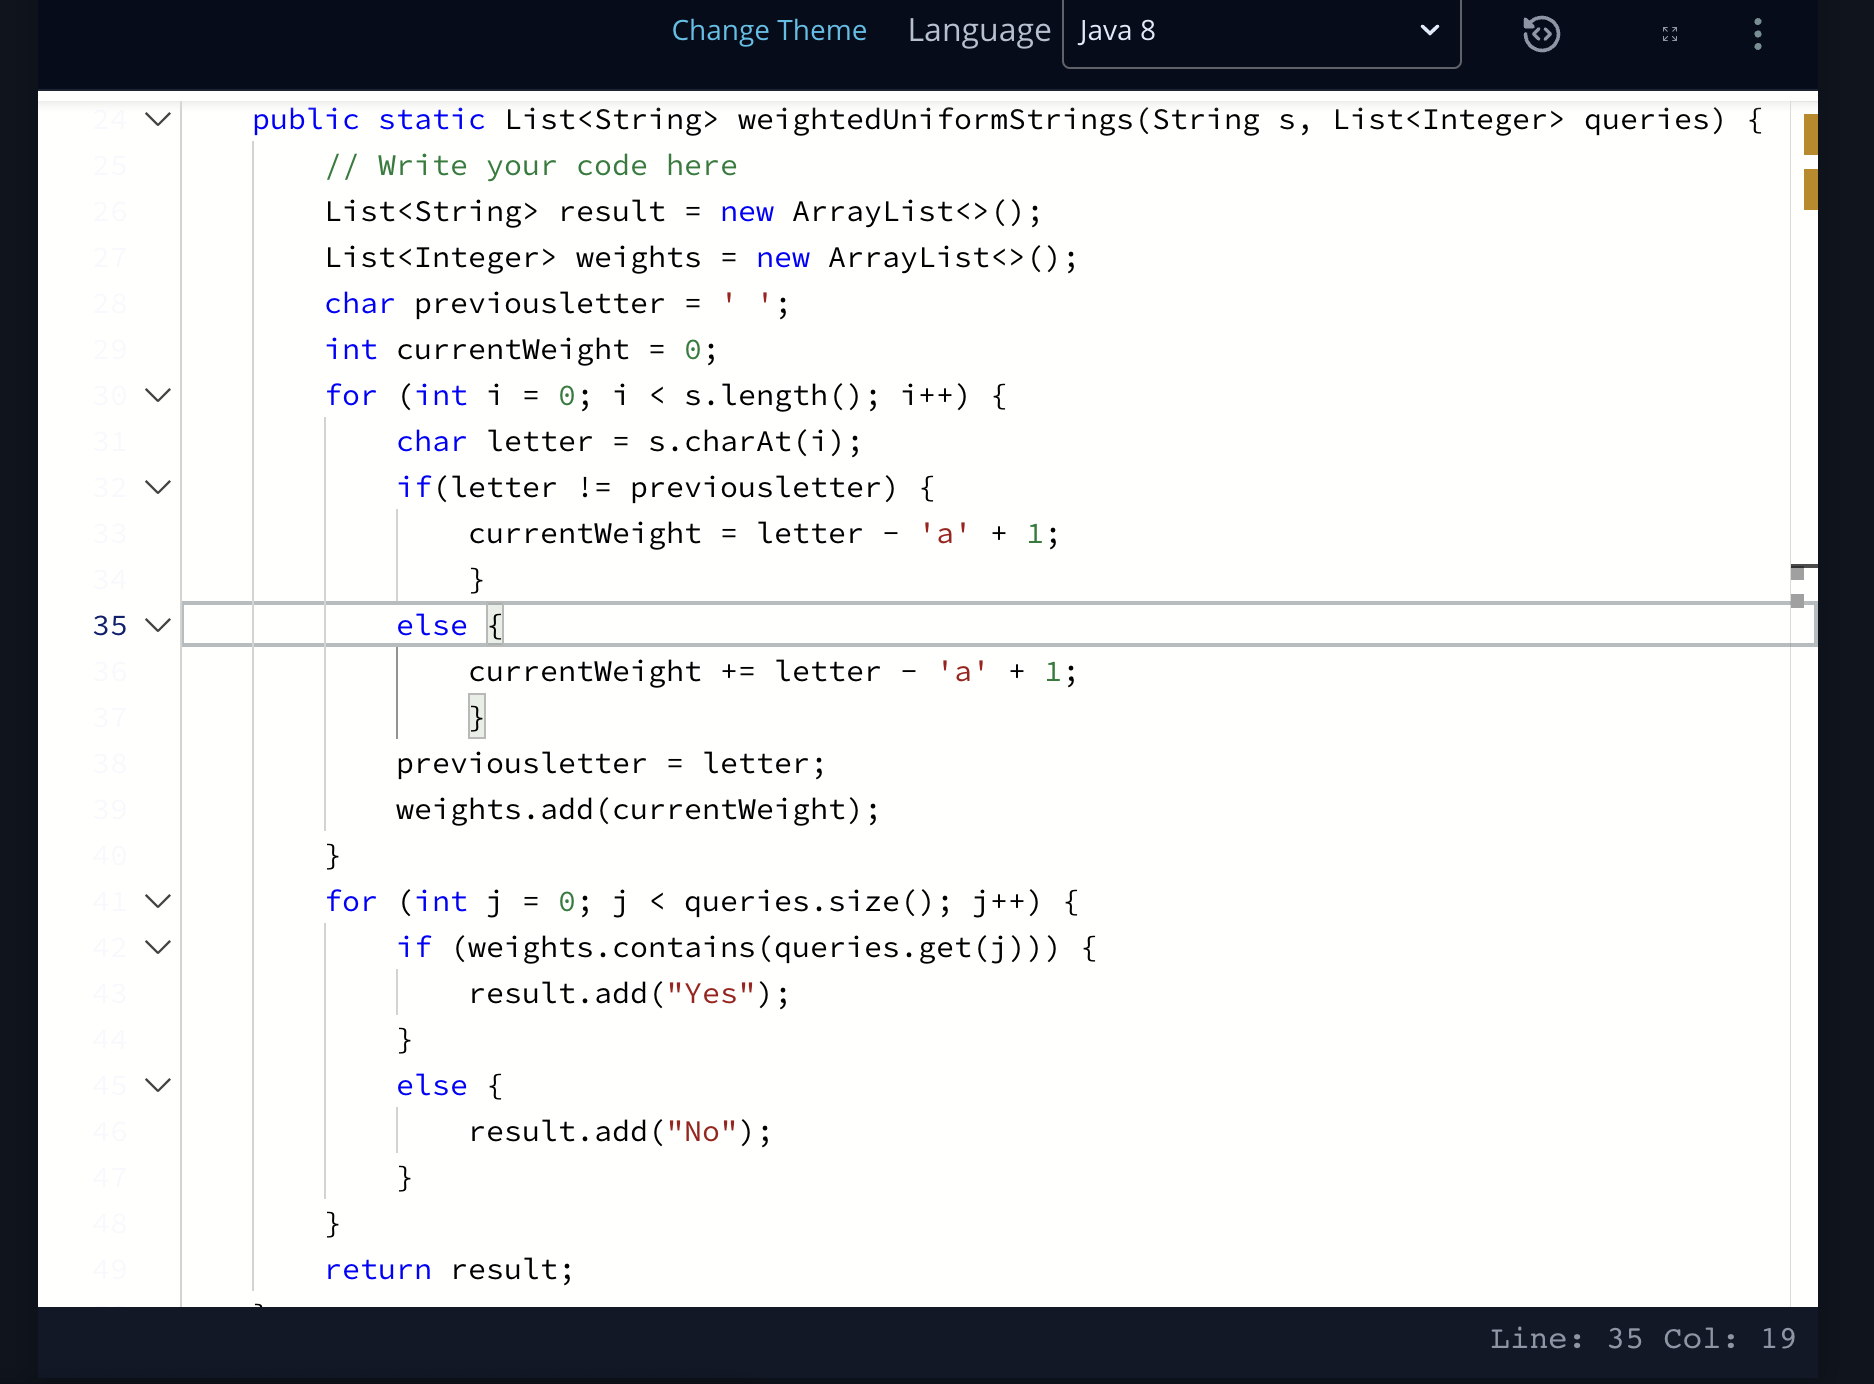 Change Theme Language Java 8
24 public static List<String> weightedUniformStrings(String s, List<Integer> queries) {
25 // Write your code here
26 List<String> result = new ArrayList<>();
27 List<Integer> weights = new ArrayList<>();
28 char previousletter = ' ';
29 int currentWeight = 0;
30 for (int i = 0; i < s.length(); i++) {
31 char letter = s.charAt(i);
32 if(letter != previousletter) {
33 currentWeight = letter - 'a' + 1;
34 }
35 else {
36 currentWeight += letter - 'a' + 1;
37 }
38 previousletter = letter;
39 weights.add(currentWeight);
40 }
41 for (int j = 0; j < queries.size(); j++) {
42 if (weights.contains(queries.get(j))) {
43 result.add("Yes");
44 }
45 else {
46 result.add("No");
47 }
48 }
49 return result;
Line: 35 Col: 19